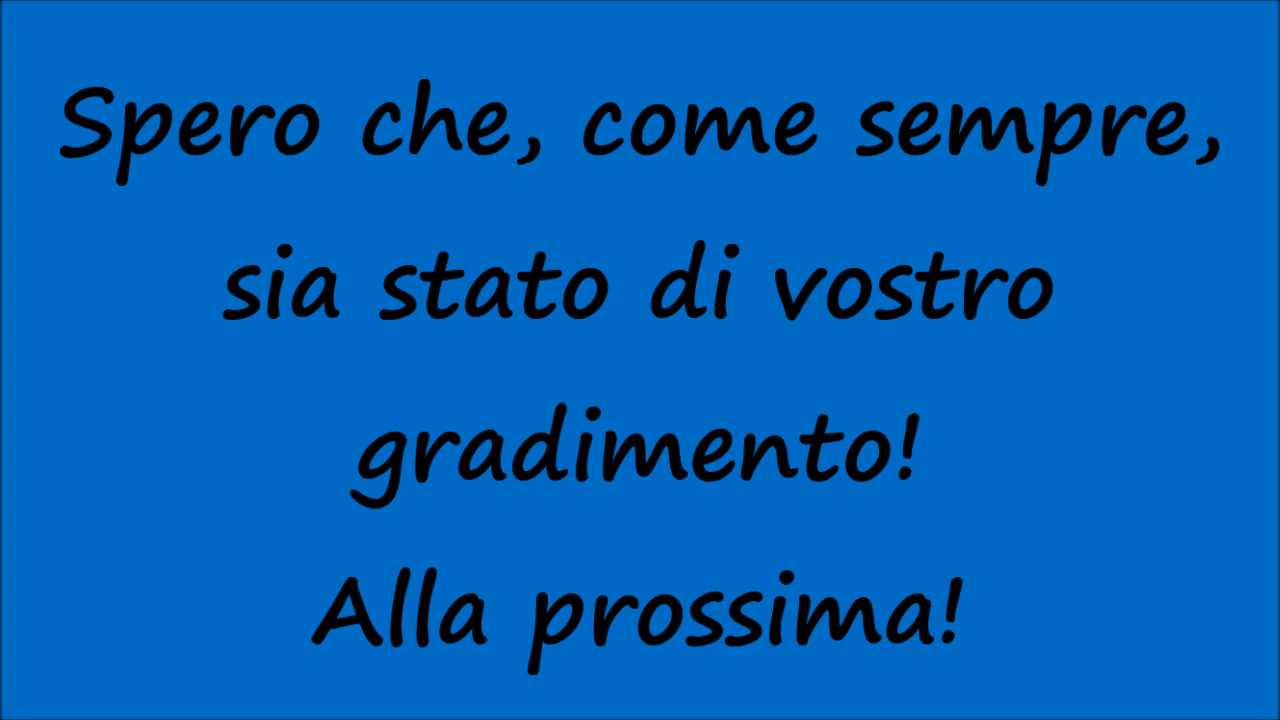 Spero che, come sempre,
sia stato di vostro
gradimento!
Alla prossima!